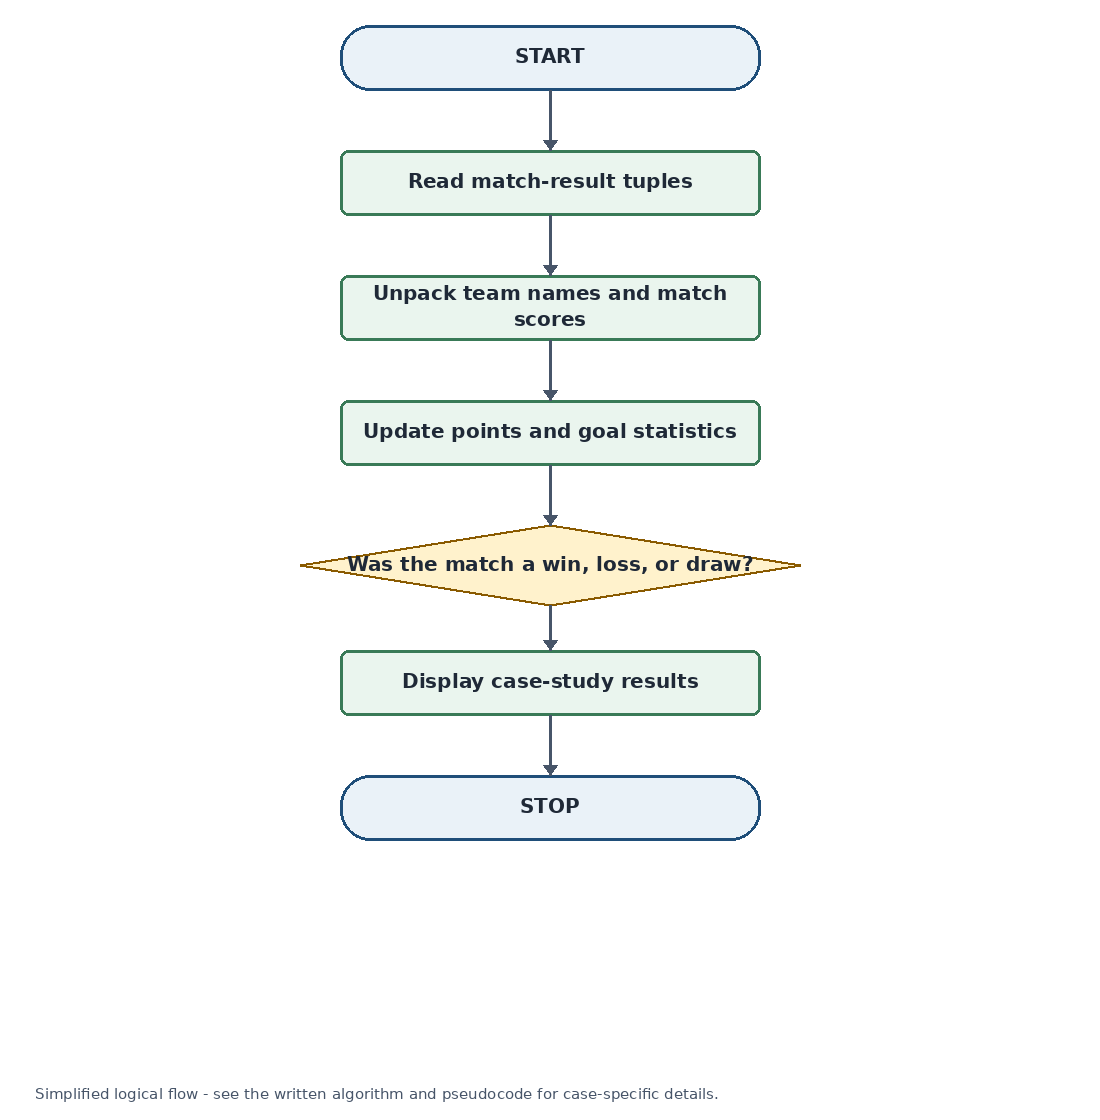 START
Read match-result tuples
Unpack team names and match
scores
Update points and goal statistics
Was the match a win, loss, or draw?
Display case-study results
STOP
Simplified logical flow - see the written algorithm and pseudocode for case-specific details.